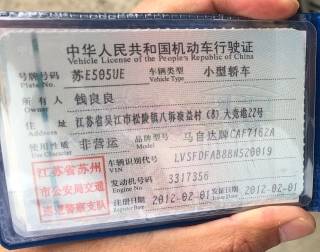 中华人民共和国机动车行驶证
Vehicle License of the People's Republic of China
号牌号码 苏E505UE 车辆类型 小型轿车
Plate No. Vehicle Type
所有人 钱良良
Owner
住址 江苏省吴江市松陵镇八坼 (8) 大兜港22号
Address
使用性质 非营运 品牌型号 马自达牌CAF7162A
Use Character Model
江苏省苏州
市公安局交通
巡逻警察支队
车辆识别代号
VIN
LVSFDFAB8BN520019
发动机号码 3317356
Engine No.
注册日期 2012-02-01 发证日期 2012-02-01
Register Date Issue Date